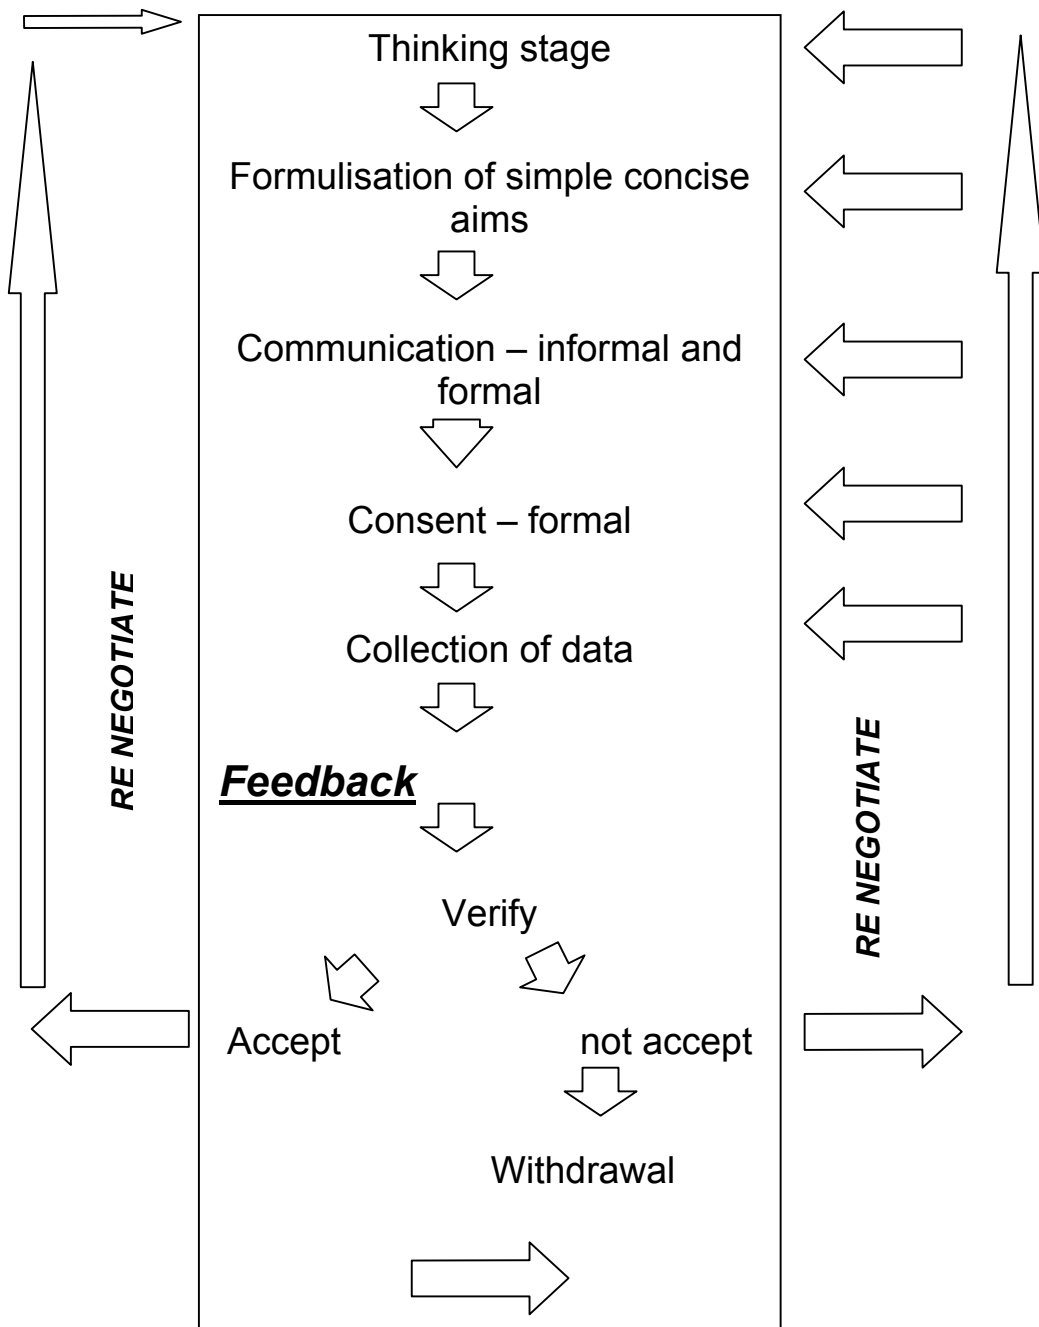 Thinking stage
Formulisation of simple concise
aims
Communication – informal and
formal
Consent – formal
Collection of data
RE NEGOTIATE
Feedback
RE NEGOTIATE
Verify
Accept
not accept
Withdrawal